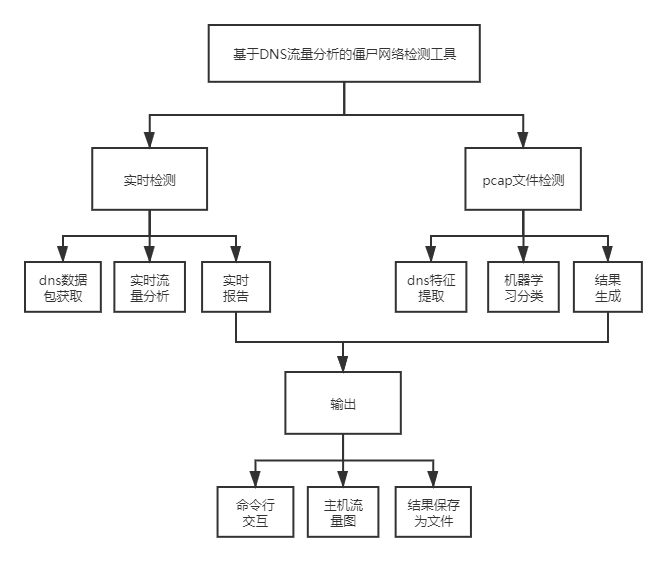 基于DNS流量分析的僵尸网络检测工具
实时检测
pcap文件检测
dns数据
包获取
实时流
量分析
实时
报告
dns特征
提取
机器学
习分类
结果
生成
输出
命令行
交互
主机流
量图
结果保存
为文件